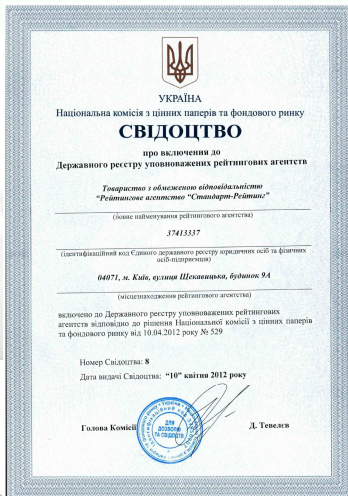 УКРАЇНА
Національна комісія з цінних паперів та фондового ринку
СВІДОЦТВО
про включення до
Державного реєстру уповноважених рейтингових агентств
Товариство з обмеженою відповідальністю
“Рейтингове агентство “Стандарт-Рейтинг”
(повне найменування рейтингового агентства)
37413337
(ідентифікаційний код Єдиного державного реєстру юридичних осіб та фізичних
осіб-підприємців)
04071, м. Київ, вулиця Щекавицька, будинок 9А
(місцезнаходження рейтингового агентства)
включено до Державного реєстру уповноважених рейтингових
агентств відповідно до рішення Національної комісії з цінних паперів
та фондового ринку від 10.04.2012 року № 529
Номер Свідоцтва: 8
Дата видачі Свідоцтва: “10” квітня 2012 року
Голова Комісії
Д. Тевелєв
ДЛЯ
ДОЗВОЛІВ
ТА СВІДОЦТВ